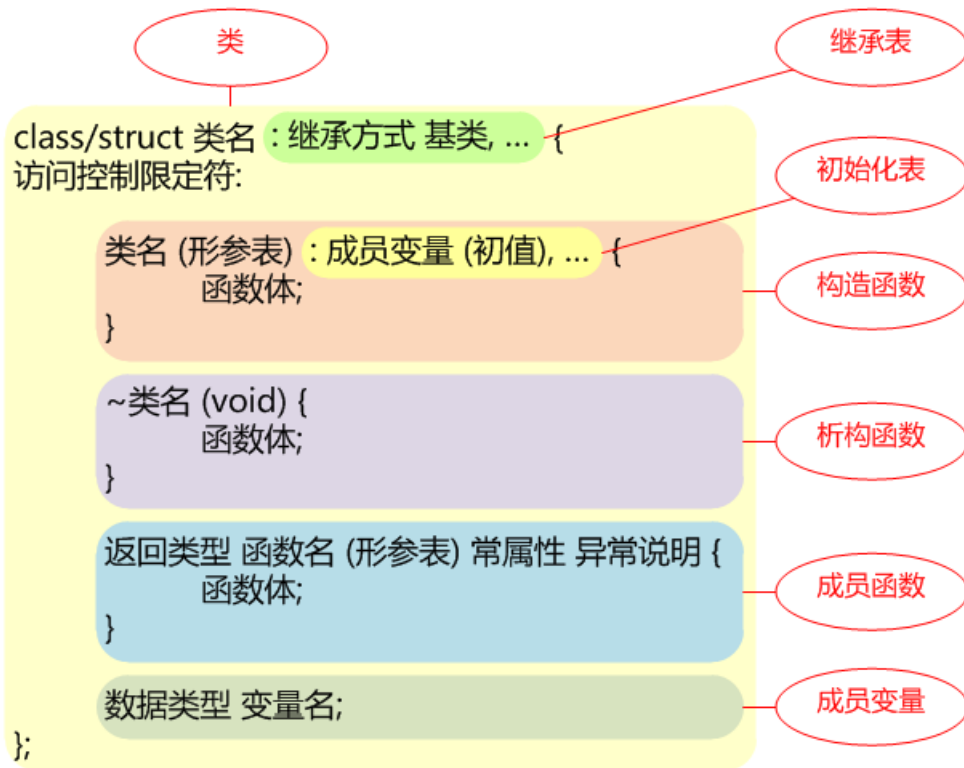 类
继承表
class/struct 类名 : 继承方式 基类, ... {
访问控制限定符:
初始化表
类名 (形参表) : 成员变量 (初值), ... {
函数体;
}
构造函数
~类名 (void) {
函数体;
}
析构函数
返回类型 函数名 (形参表) 常属性 异常说明 {
函数体;
}
成员函数
数据类型 变量名;
成员变量
};